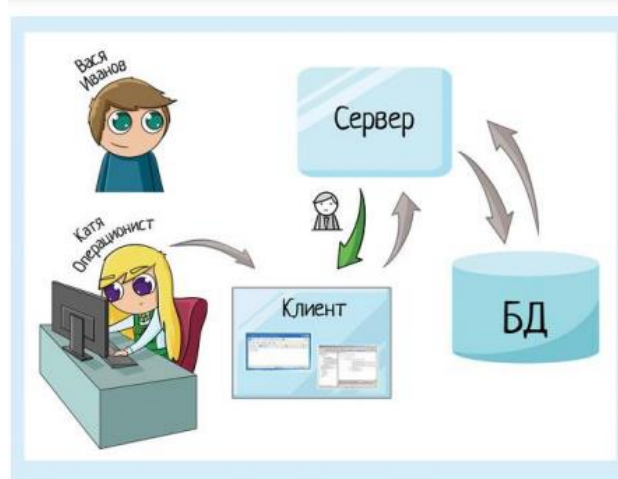 Вася
Иванов
Сервер
Катя
Операционист
Клиент
БД